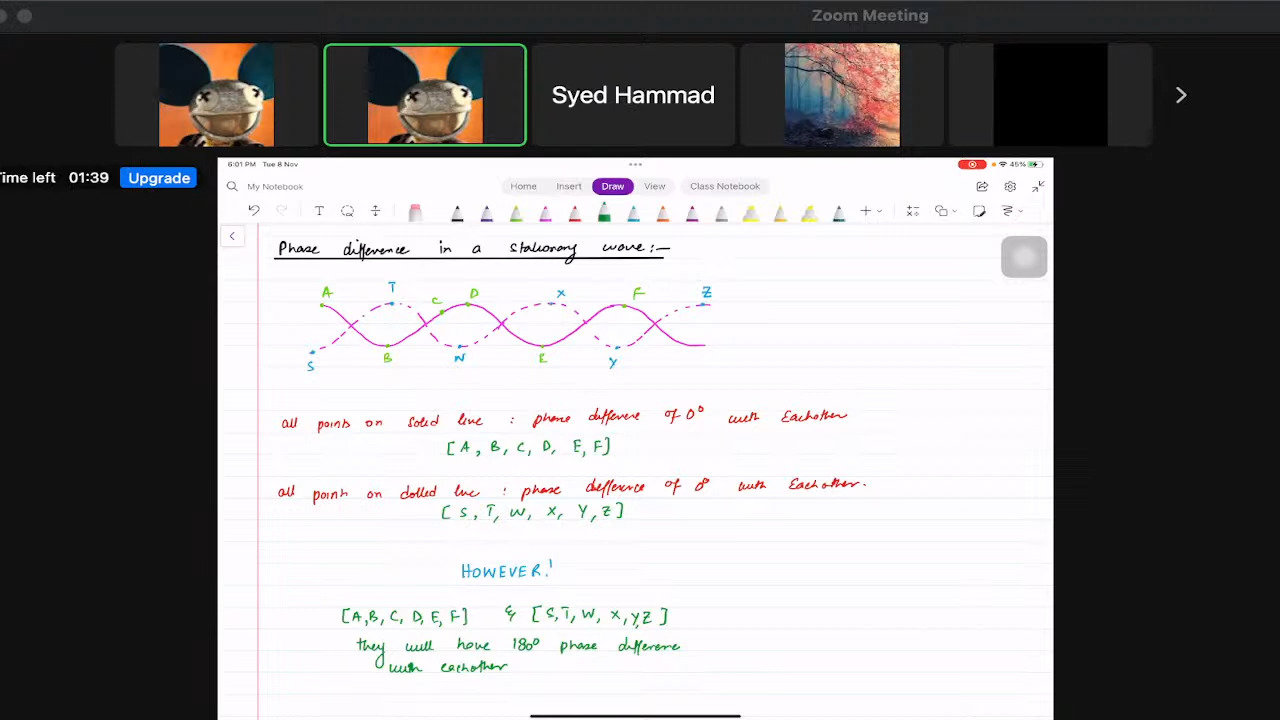 Zoom Meeting
Syed Hammad
Time left 01:39 Upgrade
6:01 PM Tue 8 Nov
45%
My Notebook
Home Insert Draw View Class Notebook
Phase difference in a stationary wave:-
A T C D X F Z
S B W E Y
all points on solid line : phase differene of 0° with Eachother
[A, B, C, D, E, F]
all points on dotted line : phase difference of 0° with Eachother.
[S, T, W, X, Y, Z]
HOWEVER!
[A,B, C, D, E, F] & [S,T, W, X,Y,Z]
they will have 180° phase difference
with eachother